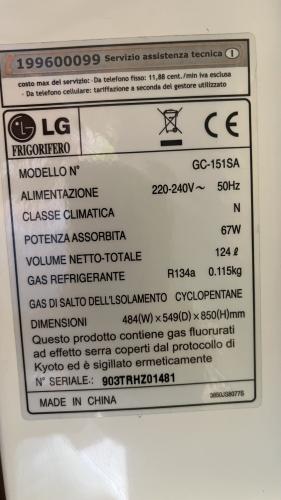 199600099 Servizio assistenza tecnica
costo max del servizio: -Da telefono fisso: 11,88 cent./min iva esclusa
- Da telefono cellulare: tariffazione a seconda del gestore utilizzato
LG CE
FRIGORIFERO
MODELLO N° GC-151SA
ALIMENTAZIONE 220-240V~ 50Hz
CLASSE CLIMATICA N
POTENZA ASSORBITA 67W
VOLUME NETTO-TOTALE 124 ℓ
GAS REFRIGERANTE R134a 0.115kg
GAS DI SALTO DELL'LSOLAMENTO CYCLOPENTANE
DIMENSIONI 484(W)×549(D)×850(H)mm
Questo prodotto contiene gas fluorurati
ad effetto serra coperti dal protocollo di
Kyoto ed è sigillato ermeticamente
N° SERIALE.: 903TRHZ01481
MADE IN CHINA 3850JS8077S